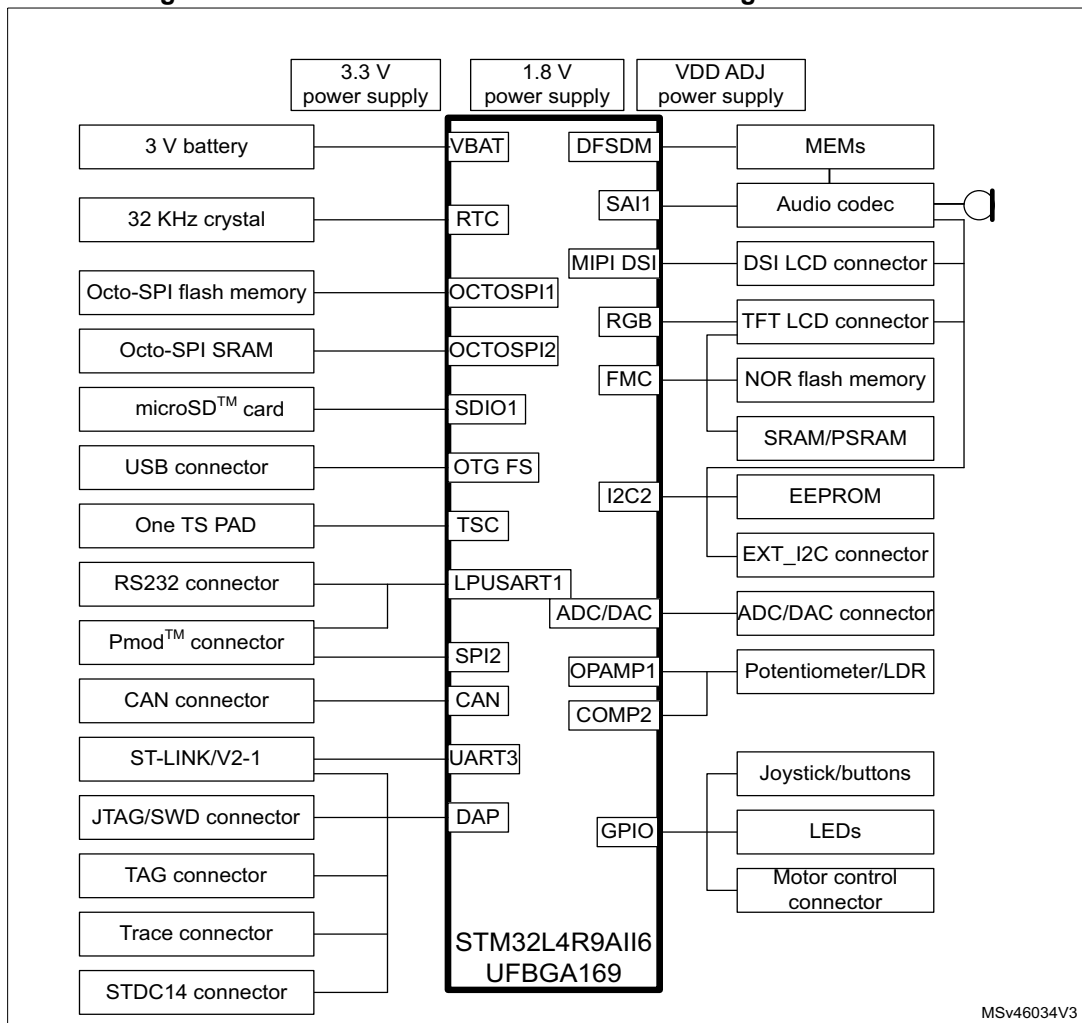 3.3 V
power supply
1.8 V
power supply
VDD ADJ
power supply
3 V battery
VBAT
DFSDM
MEMs
32 KHz crystal
RTC
SAI1
Audio codec
MIPI DSI
DSI LCD connector
Octo-SPI flash memory
OCTOSPI1
RGB
TFT LCD connector
Octo-SPI SRAM
OCTOSPI2
FMC
NOR flash memory
microSD™ card
SDIO1
SRAM/PSRAM
USB connector
OTG FS
I2C2
EEPROM
One TS PAD
TSC
EXT_I2C connector
RS232 connector
LPUSART1
ADC/DAC
ADC/DAC connector
Pmod™ connector
SPI2
OPAMP1
Potentiometer/LDR
CAN connector
CAN
COMP2
ST-LINK/V2-1
UART3
Joystick/buttons
JTAG/SWD connector
DAP
GPIO
LEDs
TAG connector
Motor control
connector
Trace connector
STM32L4R9AII6
UFBGA169
STDC14 connector
MSv46034V3